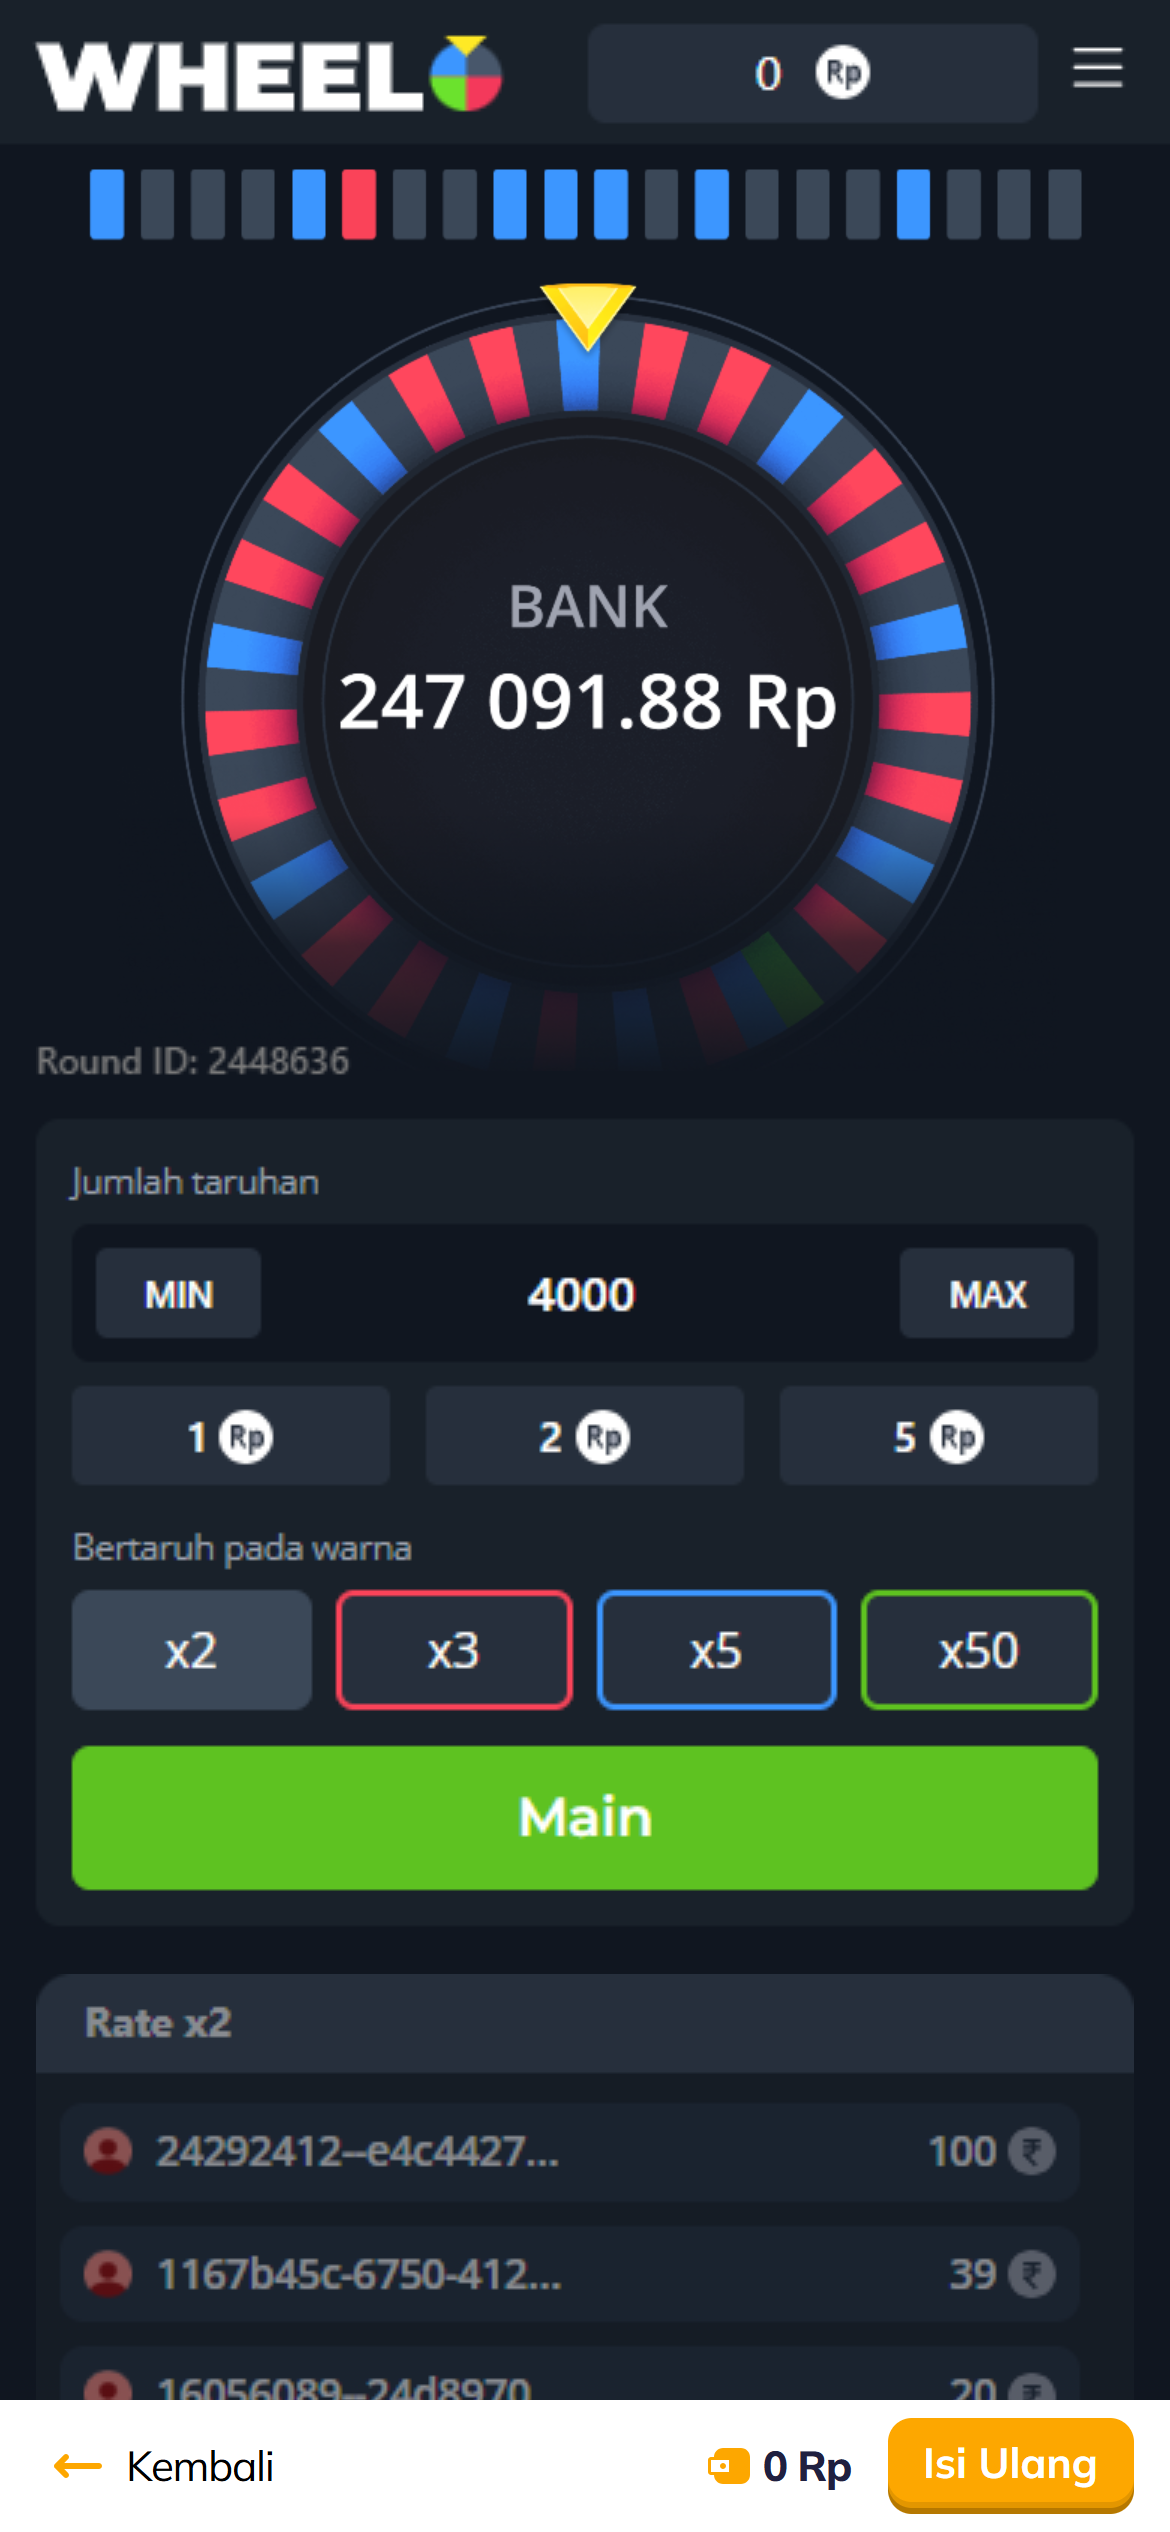 WHEEL
0 Rp
BANK
247 091.88 Rp
Round ID: 2448636
Jumlah taruhan
MIN 4000 MAX
1 Rp 2 Rp 5 Rp
Bertaruh pada warna
x2 x3 x5 x50
Main
Rate x2
24292412--e4c4427... 100 ₹
1167b45c-6750-412... 39 ₹
16056089--24d8970 20 ₹
Kembali 0 Rp Isi Ulang